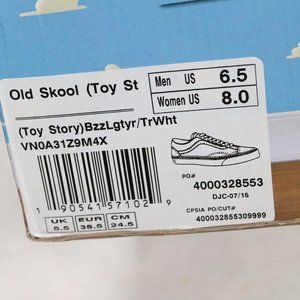 Old Skool (Toy St
Men US 6.5
Women US 8.0
(Toy Story)BzzLgtyr/TrWht
VN0A31Z9M4X
PO#
4000328553
DJC-07/16
CPSIA PO/CUT#
400032855309999
1 90541 57102 9
UK EUR CM
5.5 38.5 24.5